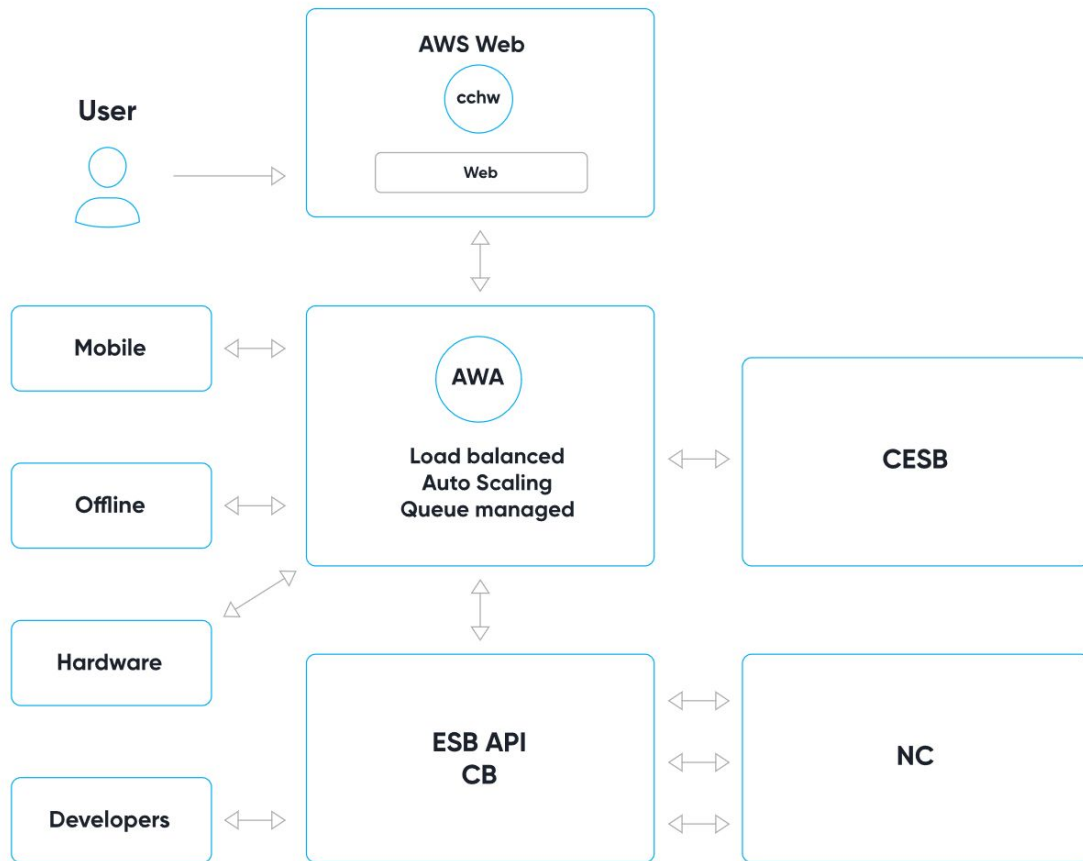 AWS Web
cchw
User
Web
Mobile
AWA
Load balanced
Auto Scaling
Queue managed
CESB
Offline
Hardware
ESB API
CB
NC
Developers